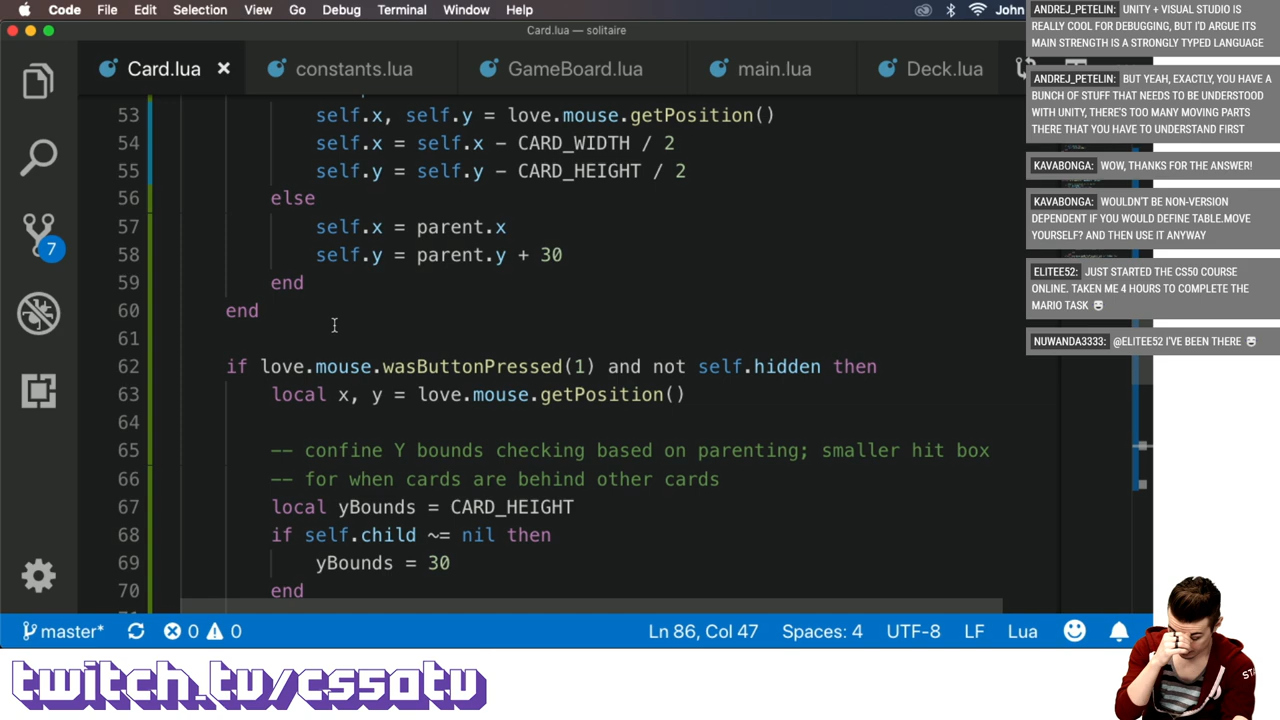 Code File Edit Selection View Go Debug Terminal Window Help John
Card.lua — solitaire
Card.lua constants.lua GameBoard.lua main.lua Deck.lua
53 self.x, self.y = love.mouse.getPosition()
54 self.x = self.x - CARD_WIDTH / 2
55 self.y = self.y - CARD_HEIGHT / 2
56 else
57 self.x = parent.x
58 self.y = parent.y + 30
59 end
60 end
61
62 if love.mouse.wasButtonPressed(1) and not self.hidden then
63 local x, y = love.mouse.getPosition()
64
65 -- confine Y bounds checking based on parenting; smaller hit box
66 -- for when cards are behind other cards
67 local yBounds = CARD_HEIGHT
68 if self.child ~= nil then
69 yBounds = 30
70 end
7
master* 0 0 Ln 86, Col 47 Spaces: 4 UTF-8 LF Lua
ANDREJ_PETELIN: UNITY + VISUAL STUDIO IS
REALLY COOL FOR DEBUGGING, BUT I'D ARGUE ITS
MAIN STRENGTH IS A STRONGLY TYPED LANGUAGE
ANDREJ_PETELIN: BUT YEAH, EXACTLY, YOU HAVE A
BUNCH OF STUFF THAT NEEDS TO BE UNDERSTOOD
WITH UNITY, THERE'S TOO MANY MOVING PARTS
THERE THAT YOU HAVE TO UNDERSTAND FIRST
KAVABONGA: WOW, THANKS FOR THE ANSWER!
KAVABONGA: WOULDN'T BE NON-VERSION
DEPENDENT IF YOU WOULD DEFINE TABLE.MOVE
YOURSELF? AND THEN USE IT ANYWAY
ELITEE52: JUST STARTED THE CS50 COURSE
ONLINE. TAKEN ME 4 HOURS TO COMPLETE THE
MARIO TASK
NUWANDA3333: @ELITEE52 I'VE BEEN THERE
twitch.tv/cs50tv